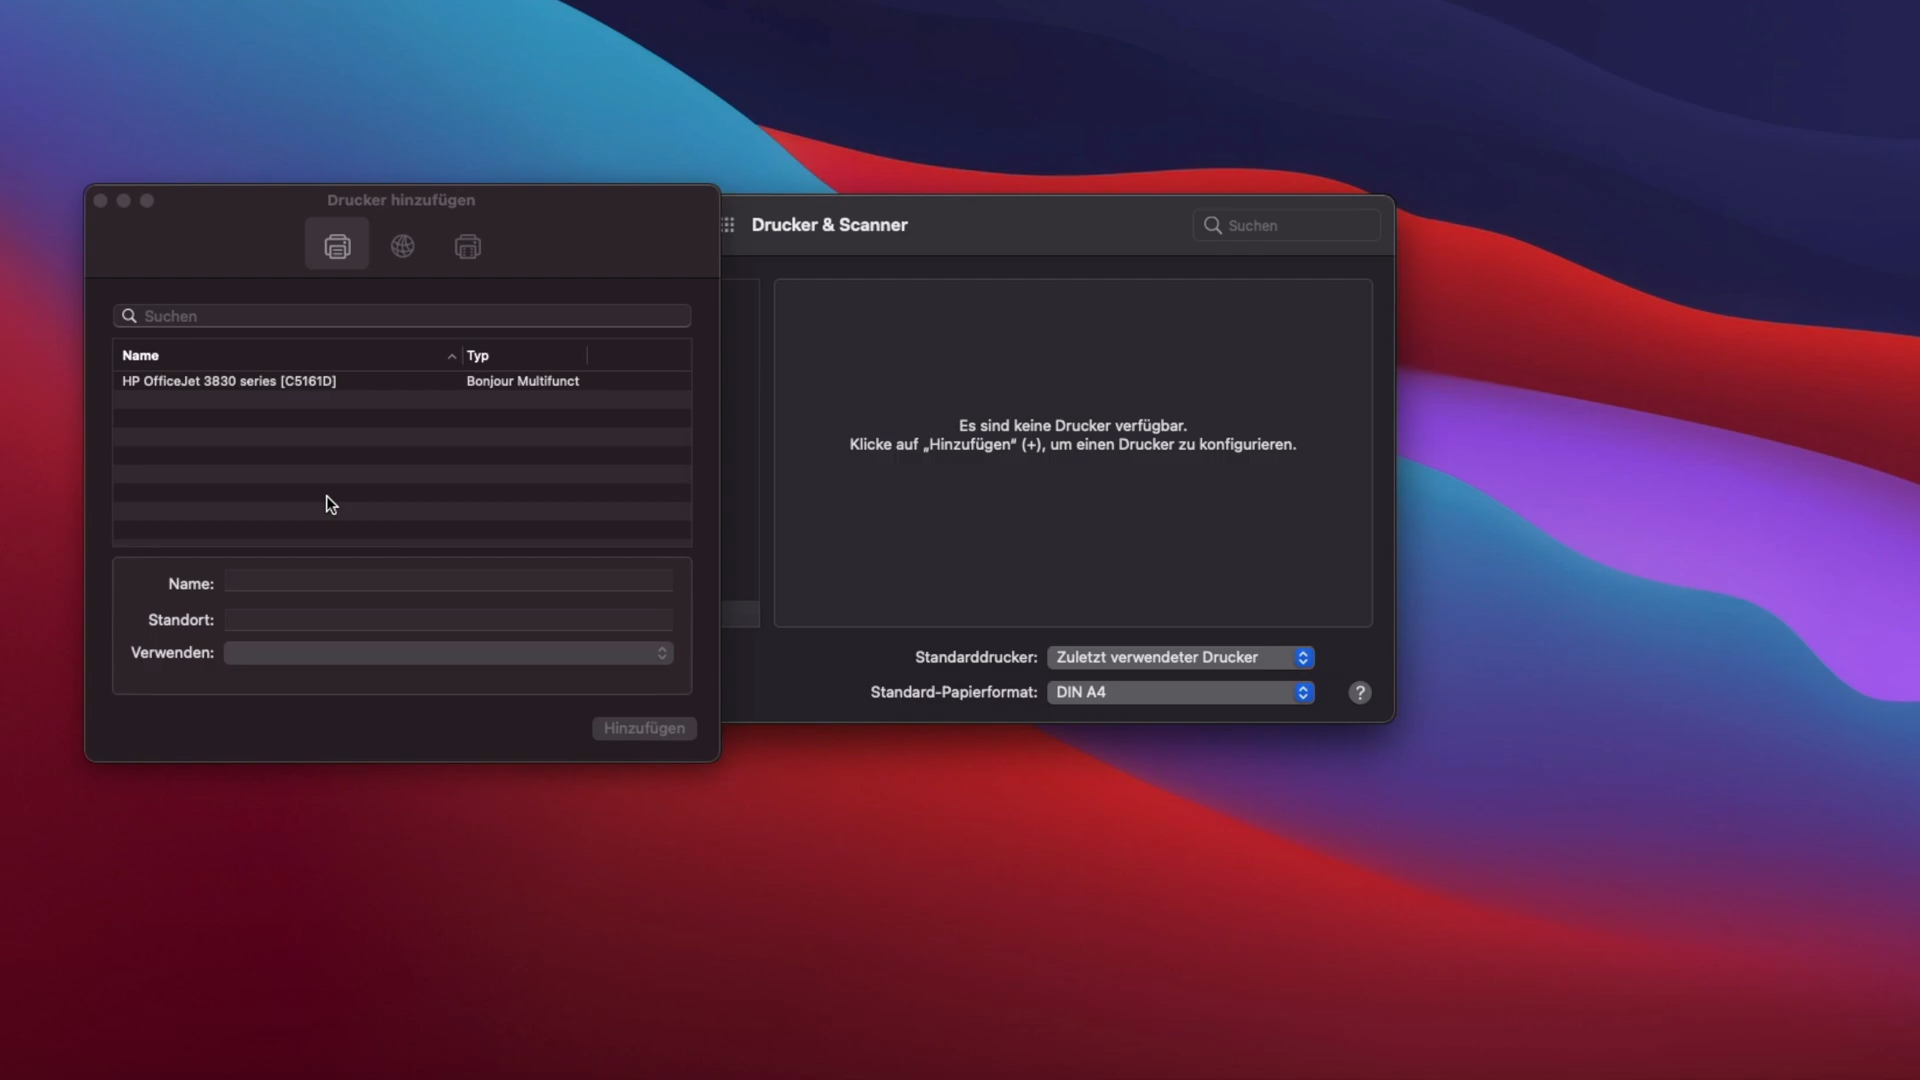 Drucker hinzufügen
Suchen
Name Typ
HP OfficeJet 3830 series [C5161D] Bonjour Multifunct
Name:
Standort:
Verwenden:
Hinzufügen
Drucker & Scanner
Suchen
Es sind keine Drucker verfügbar.
Klicke auf „Hinzufügen“ (+), um einen Drucker zu konfigurieren.
Standarddrucker: Zuletzt verwendeter Drucker
Standard-Papierformat: DIN A4
?